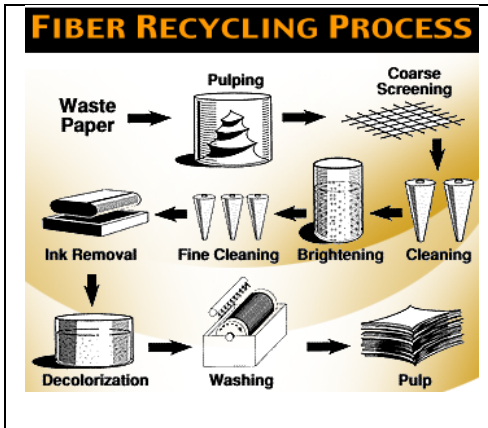 FIBER RECYCLING PROCESS
Waste
Paper
Pulping
Coarse
Screening
Cleaning
Brightening
Fine Cleaning
Ink Removal
Decolorization
Washing
Pulp